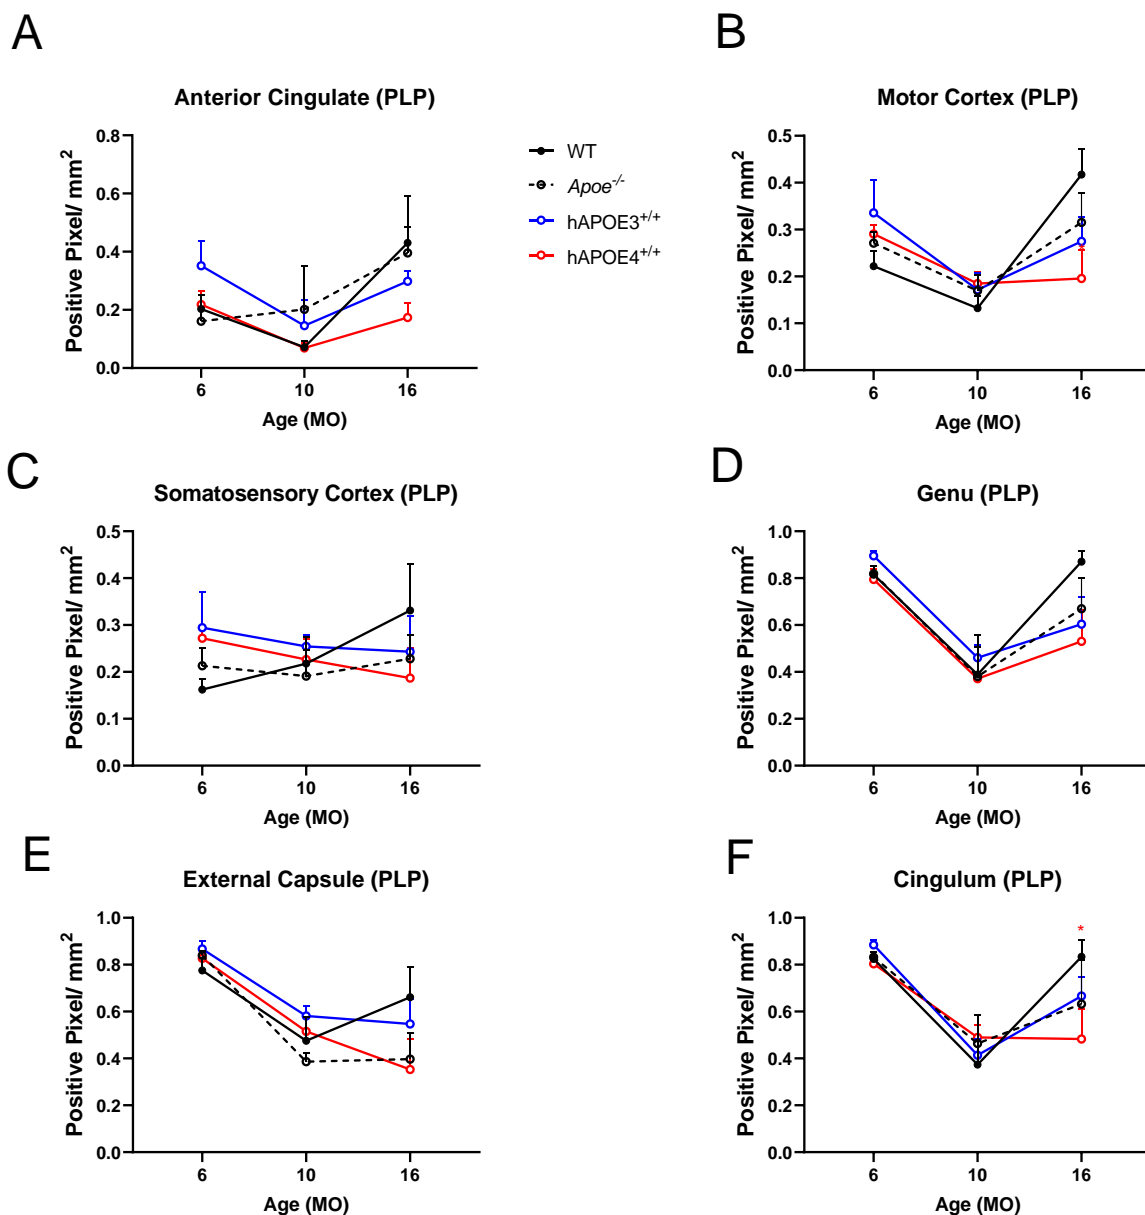 A
B
Anterior Cingulate (PLP)
Motor Cortex (PLP)
Positive Pixel/ mm²
0.8
0.6
0.4
0.2
0.0
6
10
16
Age (MO)
WT
Apoe⁻/⁻
hAPOE3⁺/⁺
hAPOE4⁺/⁺
Positive Pixel/ mm²
0.5
0.4
0.3
0.2
0.1
0.0
6
10
16
Age (MO)
C
D
Somatosensory Cortex (PLP)
Genu (PLP)
Positive Pixel/ mm²
0.5
0.4
0.3
0.2
0.1
0.0
6
10
16
Age (MO)
Positive Pixel/ mm²
1.0
0.8
0.6
0.4
0.2
0.0
6
10
16
Age (MO)
E
F
External Capsule (PLP)
Cingulum (PLP)
Positive Pixel/ mm²
1.0
0.8
0.6
0.4
0.2
0.0
6
10
16
Age (MO)
Positive Pixel/ mm²
1.0
0.8
0.6
0.4
0.2
0.0
*
6
10
16
Age (MO)